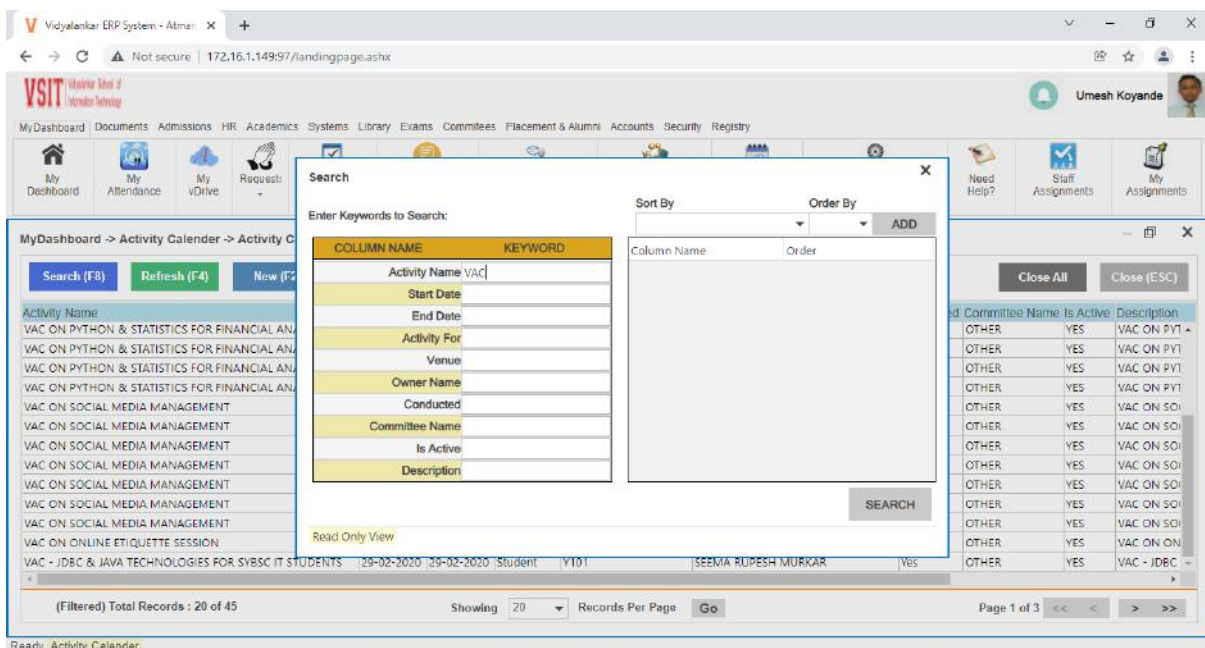 Vidyalankar ERP System - Atman
Not secure | 172.16.1.149:97/landingpage.ashx
VSIT Vidyalankar School of
Information Technology
Umesh Koyande
MyDashboard Documents Admissions HR Academics Systems Library Exams Commitees Placement & Alumni Accounts Security Registry
My Dashboard
My Attendance
My vDrive
Requests
Need Help?
Staff Assignments
My Assignments
MyDashboard -> Activity Calender -> Activity C
Search (F8) Refresh (F4) New (F2 Close All Close (ESC)
Search
Enter Keywords to Search:
Sort By Order By
ADD
COLUMN NAME KEYWORD
Activity Name VAC
Start Date
End Date
Activity For
Venue
Owner Name
Conducted
Committee Name
Is Active
Description
Column Name Order
SEARCH
Read Only View
Activity Name ed Committee Name Is Active Description
VAC ON PYTHON & STATISTICS FOR FINANCIAL ANA OTHER YES VAC ON PYT
VAC ON PYTHON & STATISTICS FOR FINANCIAL ANA OTHER YES VAC ON PYT
VAC ON PYTHON & STATISTICS FOR FINANCIAL ANA OTHER YES VAC ON PYT
VAC ON PYTHON & STATISTICS FOR FINANCIAL ANA OTHER YES VAC ON PYT
VAC ON SOCIAL MEDIA MANAGEMENT OTHER YES VAC ON SOI
VAC ON SOCIAL MEDIA MANAGEMENT OTHER YES VAC ON SOI
VAC ON SOCIAL MEDIA MANAGEMENT OTHER YES VAC ON SOI
VAC ON SOCIAL MEDIA MANAGEMENT OTHER YES VAC ON SOI
VAC ON SOCIAL MEDIA MANAGEMENT OTHER YES VAC ON SOI
VAC ON SOCIAL MEDIA MANAGEMENT OTHER YES VAC ON SOI
VAC ON SOCIAL MEDIA MANAGEMENT OTHER YES VAC ON SOI
VAC ON ONLINE ETIQUETTE SESSION OTHER YES VAC ON ON
VAC - JDBC & JAVA TECHNOLOGIES FOR SYBSC IT STUDENTS 29-02-2020 29-02-2020 Student Y101 SEEMA RUPESH MURKAR Yes OTHER YES VAC - JDBC
(Filtered) Total Records : 20 of 45 Showing 20 Records Per Page Go Page 1 of 3 << < > >>
Ready Activity Calender